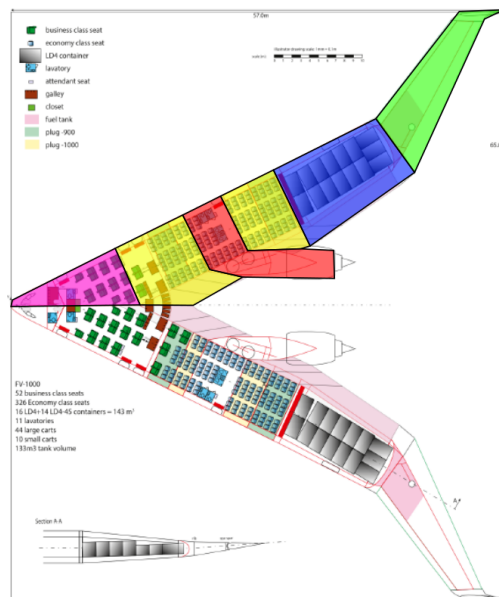 57.0m
business class seat
economy class seat
LD4 container
lavatory
attendant seat
galley
closet
fuel tank
plug -900
plug -1000
FV-1000
52 business class seats
326 Economy class seats
16 LD4+14 LD4-45 containers = 143 m³
11 lavatories
44 large carts
10 small carts
133m3 tank volume
Section A-A